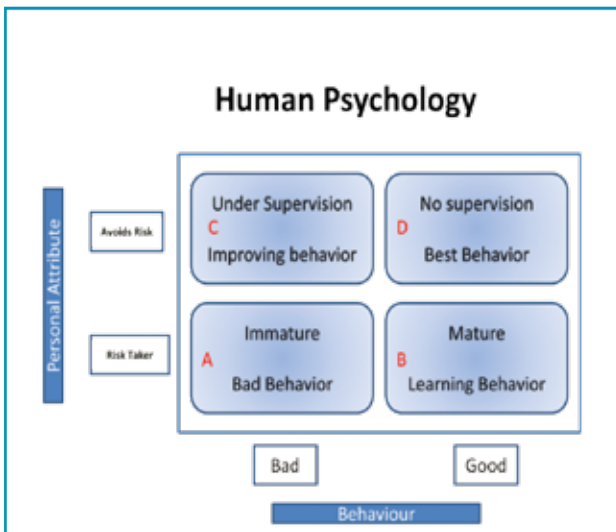 Human Psychology
Personal Attribute
Avoids Risk
Under Supervision
C
Improving behavior
No supervision
D
Best Behavior
Risk Taker
Immature
A
Bad Behavior
Mature
B
Learning Behavior
Bad
Good
Behaviour